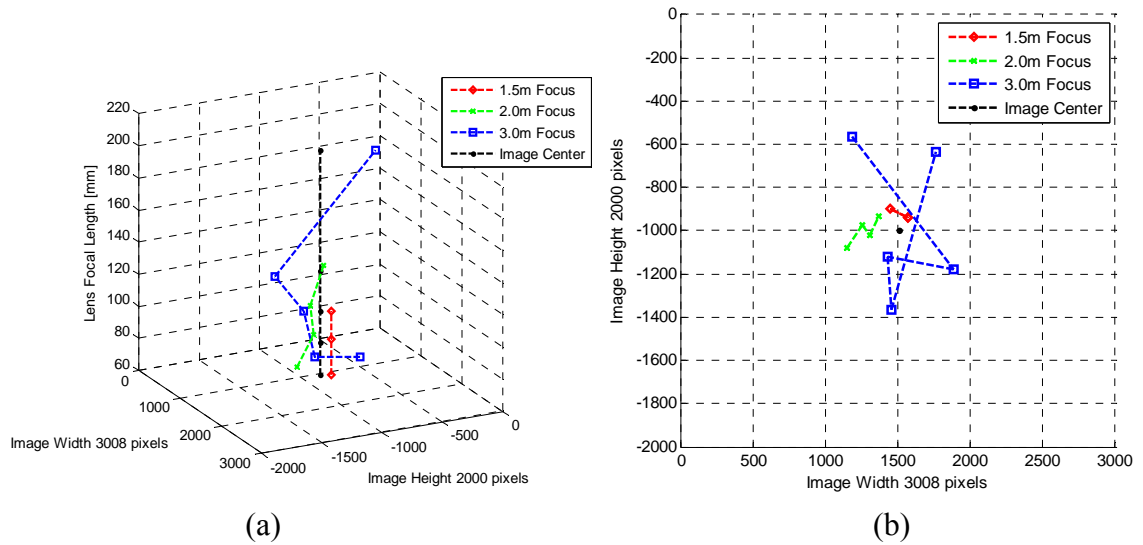 220
200
180
160
140
120
100
80
60
Lens Focal Length [mm]
0
1000
2000
3000
Image Width 3008 pixels
-2000
-1500
-1000
-500
0
Image Height 2000 pixels
1.5m Focus
2.0m Focus
3.0m Focus
Image Center
(a)
0
-200
-400
-600
-800
-1000
-1200
-1400
-1600
-1800
-2000
Image Height 2000 pixels
0
500
1000
1500
2000
2500
3000
Image Width 3008 pixels
1.5m Focus
2.0m Focus
3.0m Focus
Image Center
(b)